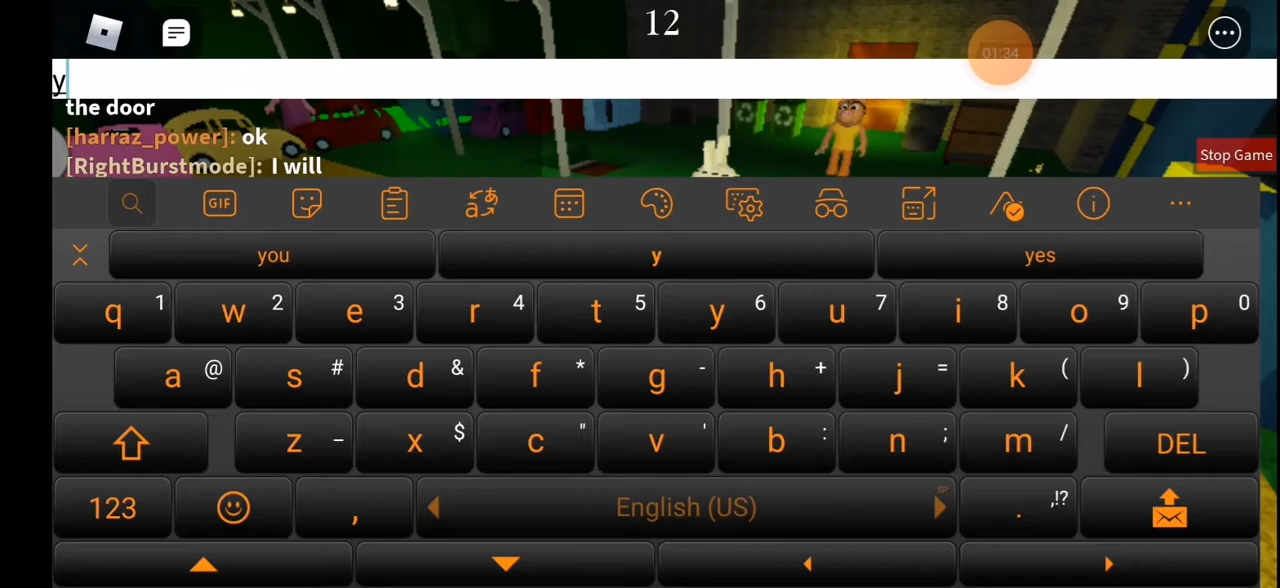 12
01:34
y
the door
[harraz_power]: ok
[RightBurstmode]: I will
Stop Game
GIF
you y yes
q 1 w 2 e 3 r 4 t 5 y 6 u 7 i 8 o 9 p 0
a @ s # d & f * g - h + j = k ( l )
z _ x $ c " v ' b : n ; m / DEL
123 , English (US) SP . ,!?